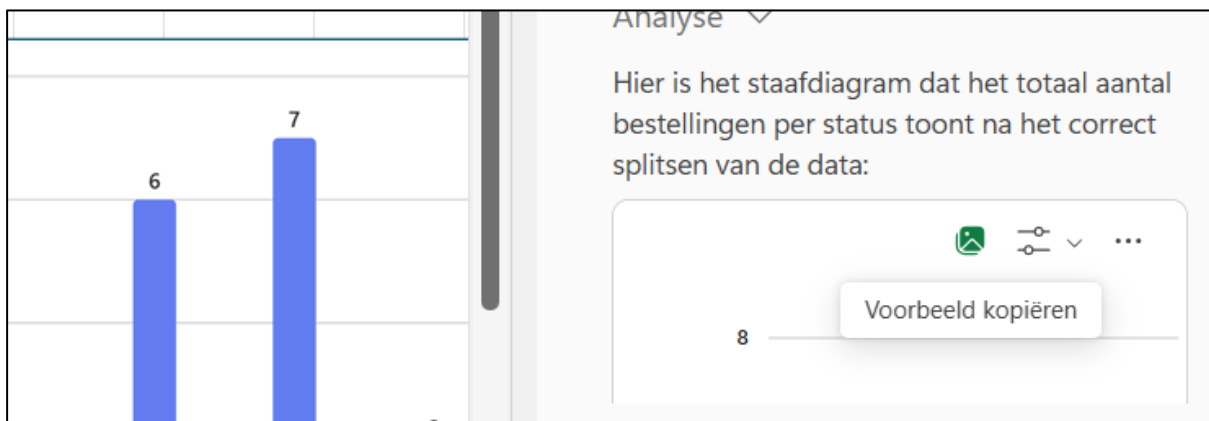 Analyse
Hier is het staafdiagram dat het totaal aantal
bestellingen per status toont na het correct
splitsen van de data:
Voorbeeld kopiëren
8
7
6